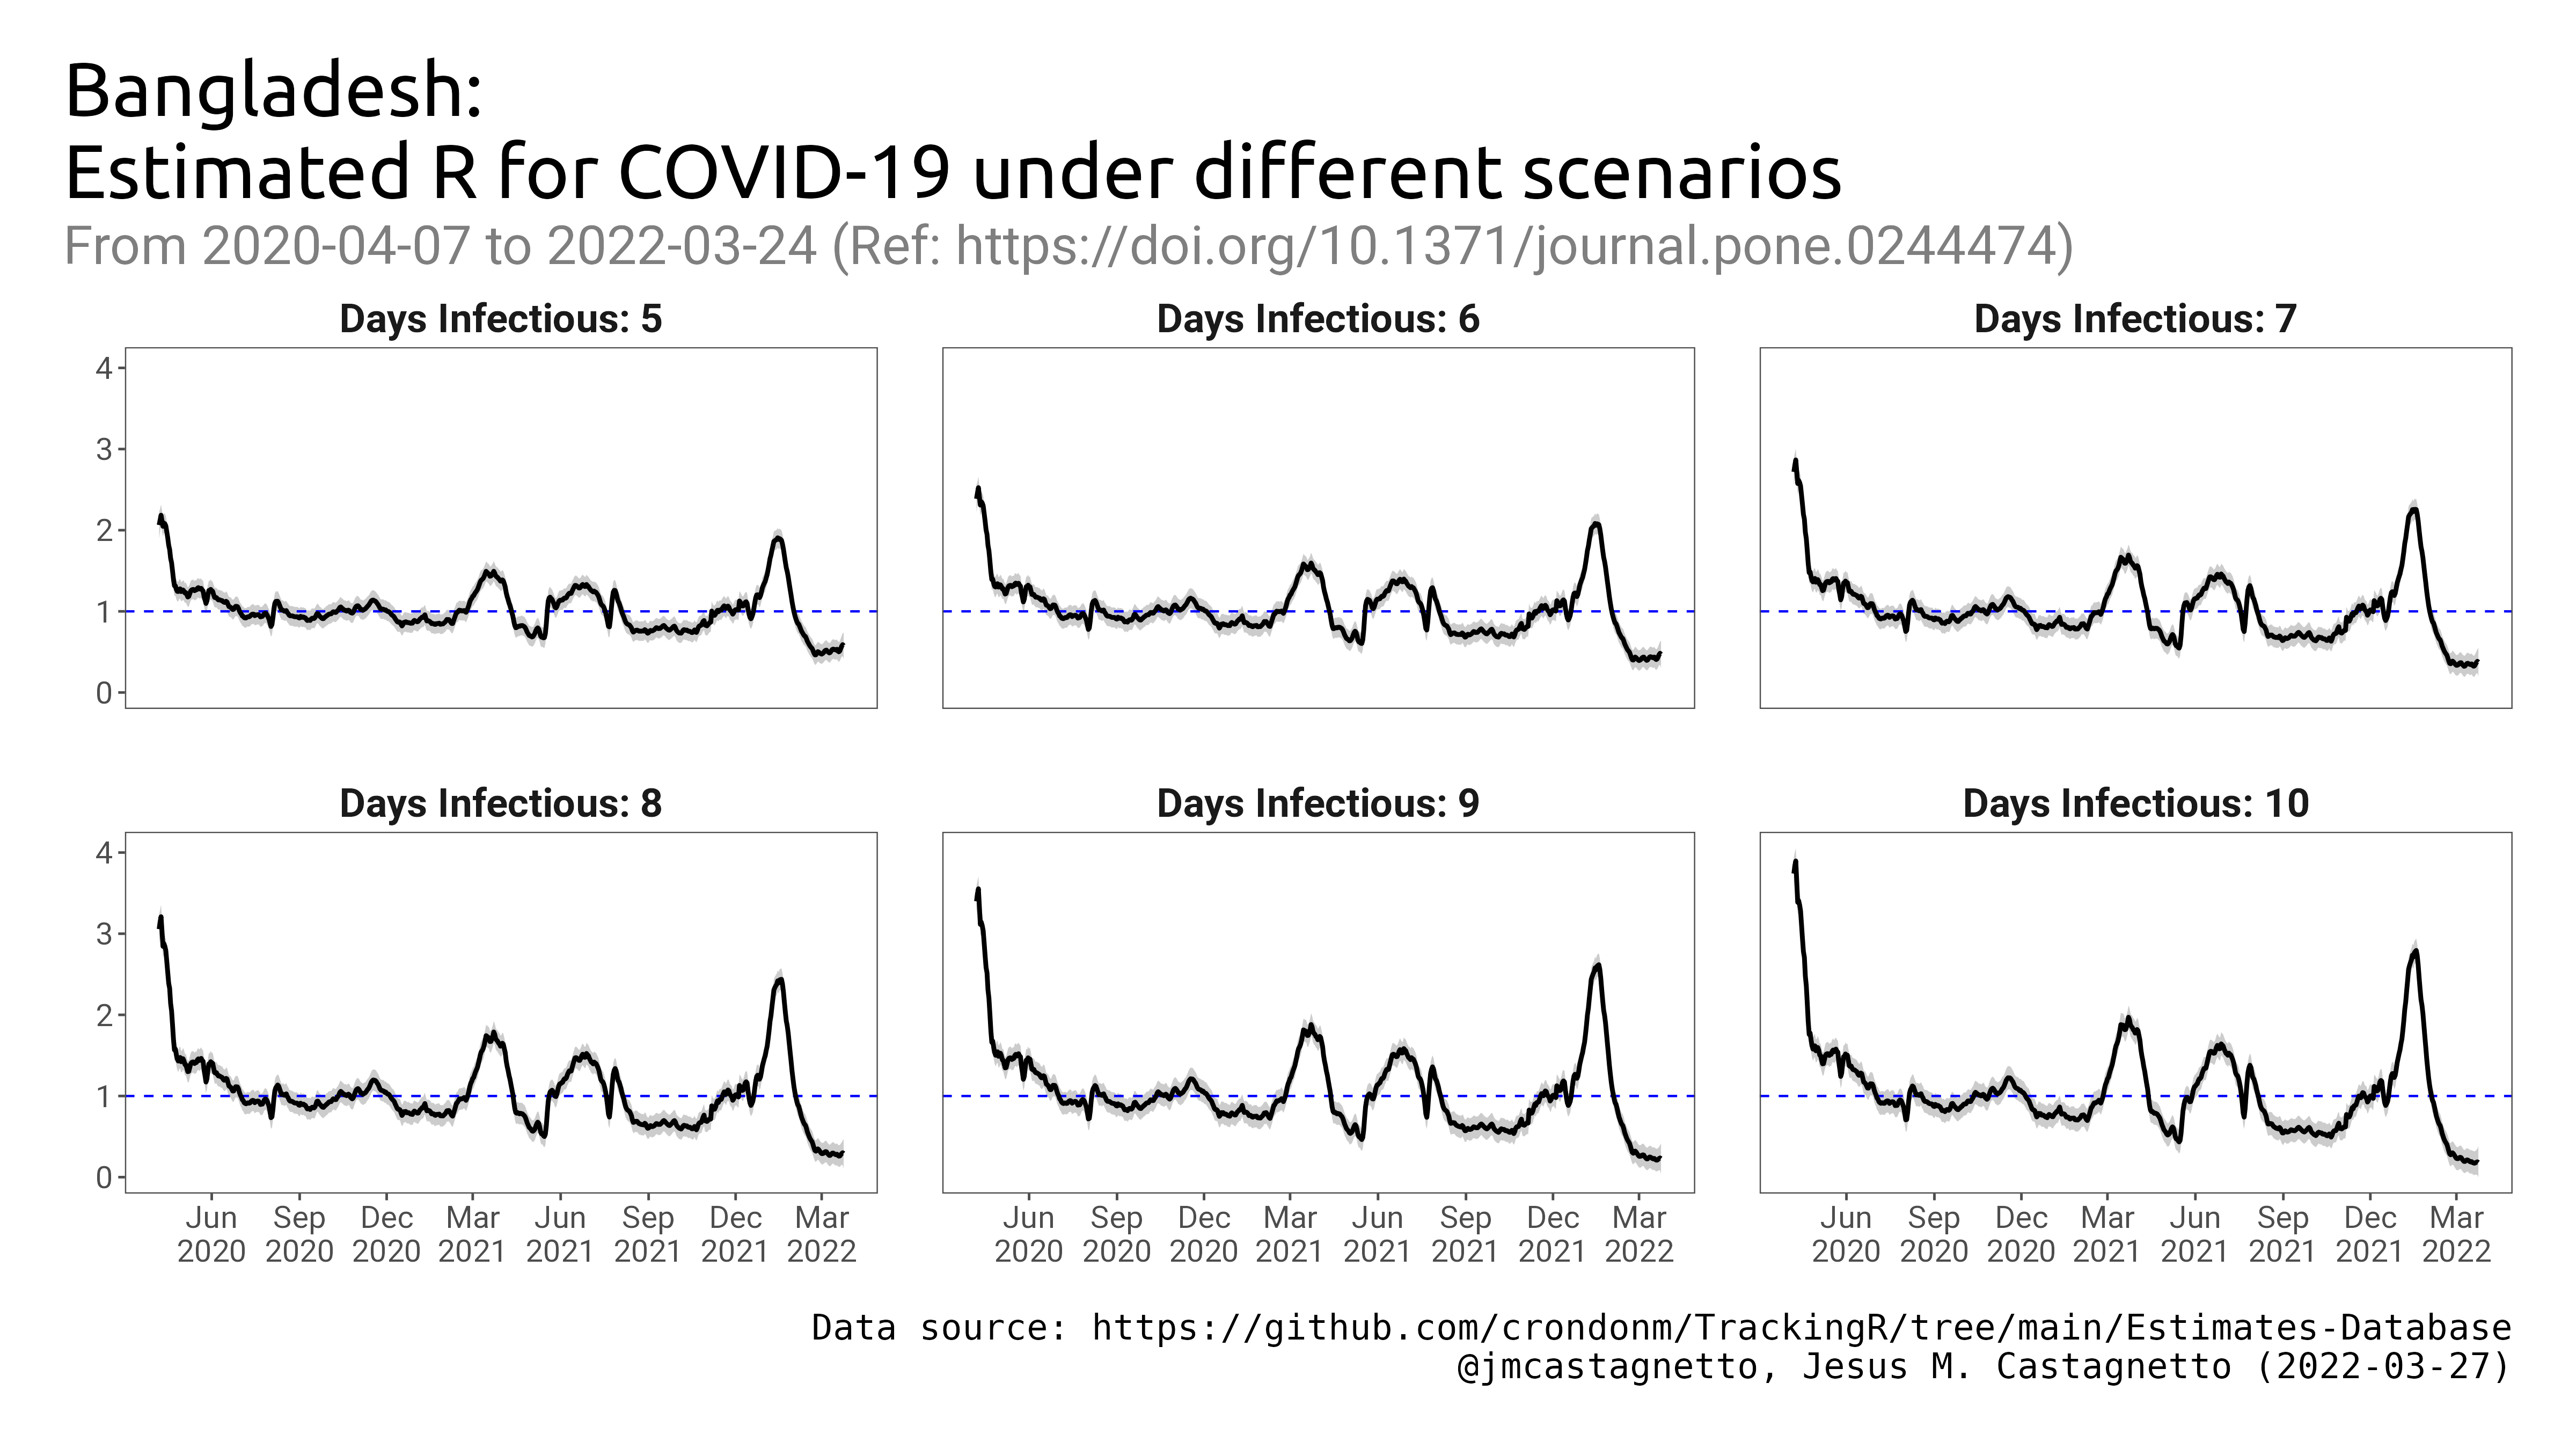 Bangladesh:
Estimated R for COVID-19 under different scenarios
From 2020-04-07 to 2022-03-24 (Ref: https://doi.org/10.1371/journal.pone.0244474)
Days Infectious: 5
Days Infectious: 6
Days Infectious: 7
4
3
2
1
0
Days Infectious: 8
Days Infectious: 9
Days Infectious: 10
4
3
2
1
0
Jun Sep Dec Mar Jun Sep Dec Mar
2020 2020 2020 2021 2021 2021 2021 2022
Jun Sep Dec Mar Jun Sep Dec Mar
2020 2020 2020 2021 2021 2021 2021 2022
Jun Sep Dec Mar Jun Sep Dec Mar
2020 2020 2020 2021 2021 2021 2021 2022
Data source: https://github.com/crondonm/TrackingR/tree/main/Estimates-Database
@jmcastagnetto, Jesus M. Castagnetto (2022-03-27)